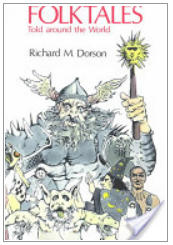 FOLKTALES
Told around the World
Richard M. Dorson